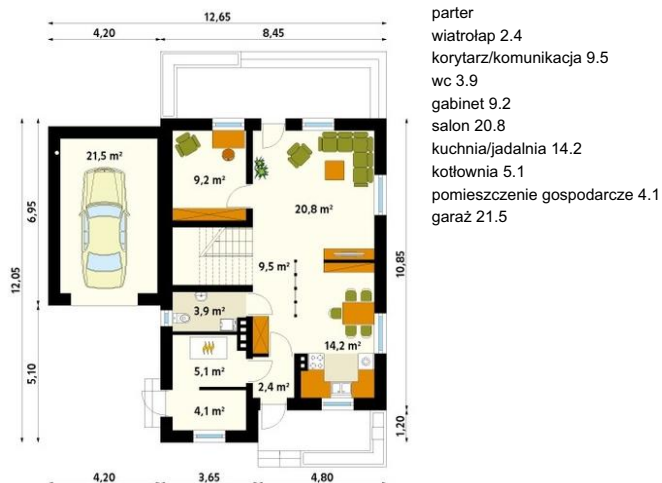 12,65
4,20
8,45
parter
wiatrołap 2.4
korytarz/komunikacja 9.5
wc 3.9
gabinet 9.2
salon 20.8
kuchnia/jadalnia 14.2
kotłownia 5.1
pomieszczenie gospodarcze 4.1
garaż 21.5
21,5 m²
9,2 m²
20,8 m²
6,95
12,05
10,85
9,5 m²
3,9 m²
14,2 m²
5,10
5,1 m²
2,4 m²
4,1 m²
1,20
4,20
3,65
4,80